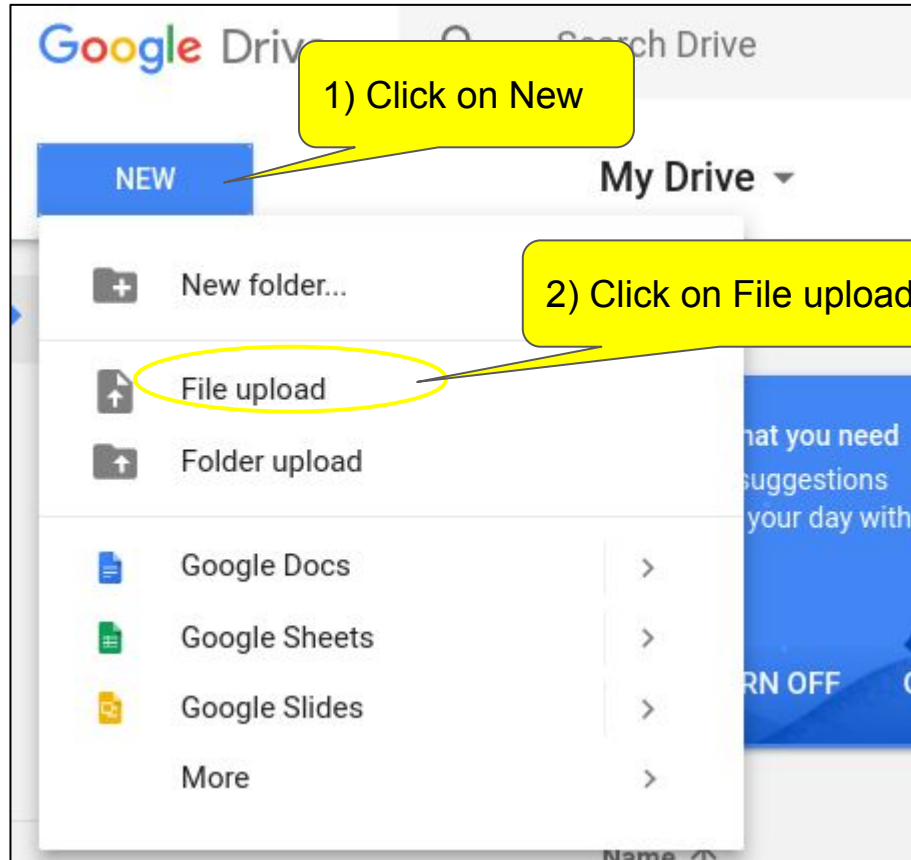 Google Drive
Search Drive
1) Click on New
NEW
My Drive
New folder...
2) Click on File upload
File upload
Folder upload
hat you need
suggestions
your day with
Google Docs
Google Sheets
Google Slides
RN OFF
More
Name